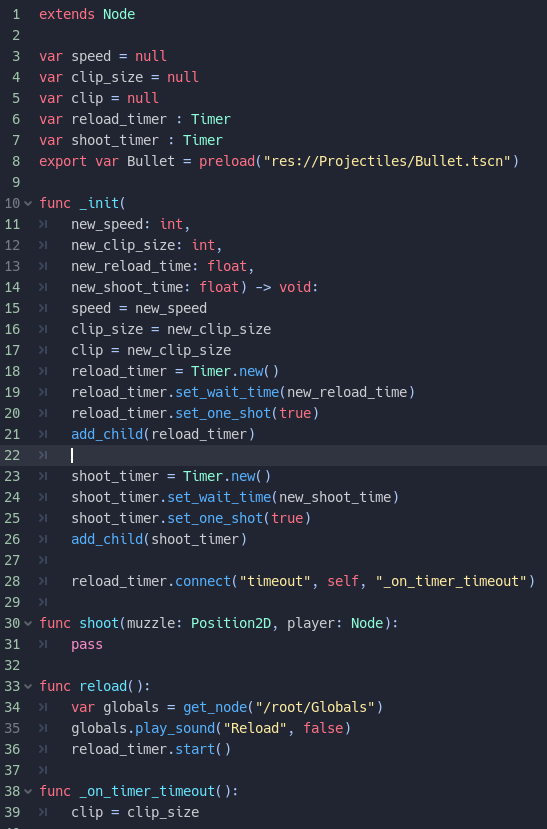 1 extends Node
2
3 var speed = null
4 var clip_size = null
5 var clip = null
6 var reload_timer : Timer
7 var shoot_timer : Timer
8 export var Bullet = preload("res://Projectiles/Bullet.tscn")
9
10 func _init(
11 new_speed: int,
12 new_clip_size: int,
13 new_reload_time: float,
14 new_shoot_time: float) -> void:
15 speed = new_speed
16 clip_size = new_clip_size
17 clip = new_clip_size
18 reload_timer = Timer.new()
19 reload_timer.set_wait_time(new_reload_time)
20 reload_timer.set_one_shot(true)
21 add_child(reload_timer)
22
23 shoot_timer = Timer.new()
24 shoot_timer.set_wait_time(new_shoot_time)
25 shoot_timer.set_one_shot(true)
26 add_child(shoot_timer)
27
28 reload_timer.connect("timeout", self, "_on_timer_timeout")
29
30 func shoot(muzzle: Position2D, player: Node):
31 pass
32
33 func reload():
34 var globals = get_node("/root/Globals")
35 globals.play_sound("Reload", false)
36 reload_timer.start()
37
38 func _on_timer_timeout():
39 clip = clip_size